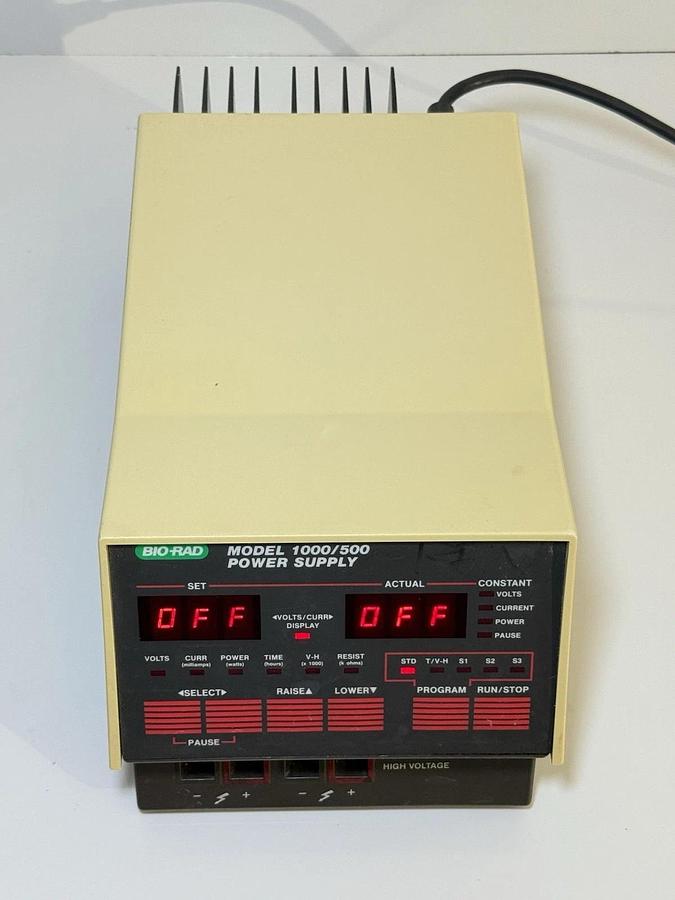 BIO-RAD
MODEL 1000/500
POWER SUPPLY
SET
ACTUAL
CONSTANT
OFF
◄VOLTS/CURR►
DISPLAY
OFF
VOLTS
CURRENT
POWER
PAUSE
VOLTS
CURR
(milliamps)
POWER
(watts)
TIME
(hours)
V-H
(x 1000)
RESIST
(k ohms)
STD
T/V-H
S1
S2
S3
◄SELECT►
RAISE▲
LOWER▼
PROGRAM
RUN/STOP
PAUSE
HIGH VOLTAGE
− +
− +